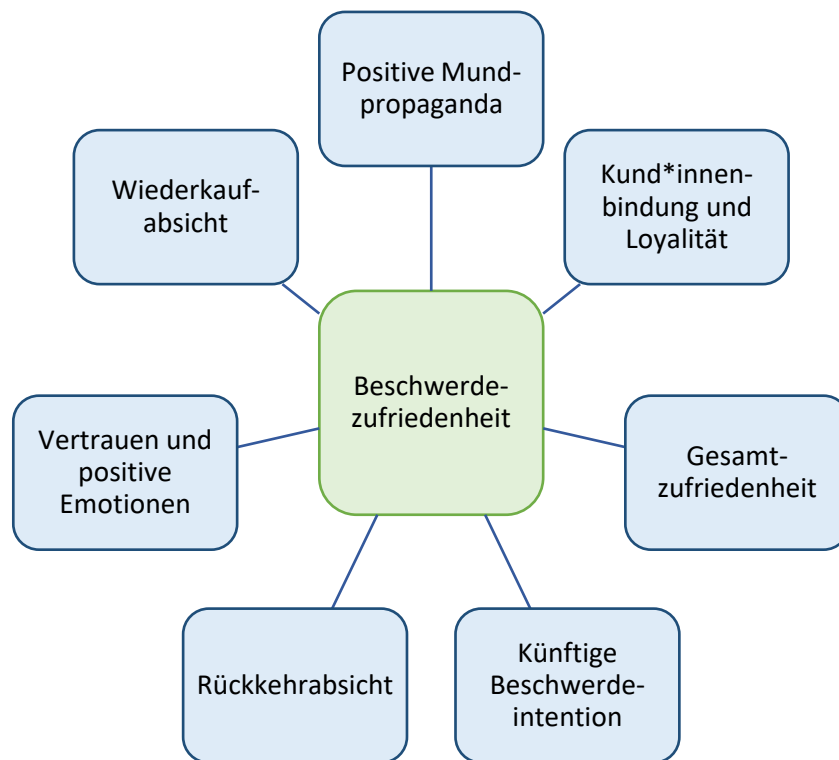 Positive Mund-
propaganda
Kund*innen-
bindung und
Loyalität
Wiederkauf-
absicht
Beschwerde-
zufriedenheit
Vertrauen und
positive
Emotionen
Gesamt-
zufriedenheit
Rückkehrabsicht
Künftige
Beschwerde-
intention